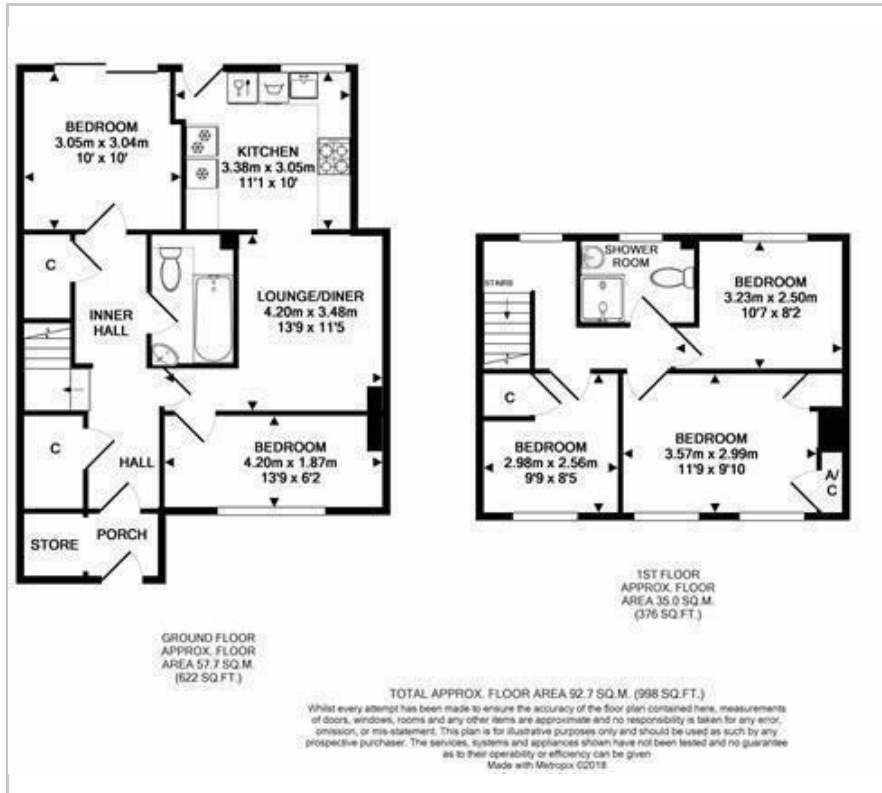 BEDROOM
3.05m x 3.04m
10' x 10'
KITCHEN
3.38m x 3.05m
11'1 x 10'
C
INNER
HALL
LOUNGE/DINER
4.20m x 3.48m
13'9 x 11'5
C
HALL
BEDROOM
4.20m x 1.87m
13'9 x 6'2
STORE
PORCH
GROUND FLOOR
APPROX. FLOOR
AREA 57.7 SQ.M.
(622 SQ.FT.)
STAIRS
SHOWER
ROOM
BEDROOM
3.23m x 2.50m
10'7 x 8'2
C
BEDROOM
2.98m x 2.56m
9'9 x 8'5
BEDROOM
3.57m x 2.99m
11'9 x 9'10
A/
C
1ST FLOOR
APPROX. FLOOR
AREA 35.0 SQ.M.
(376 SQ.FT.)
TOTAL APPROX. FLOOR AREA 92.7 SQ.M. (998 SQ.FT.)
Whilst every attempt has been made to ensure the accuracy of the floor plan contained here, measurements
of doors, windows, rooms and any other items are approximate and no responsibility is taken for any error,
omission, or mis-statement. This plan is for illustrative purposes only and should be used as such by any
prospective purchaser. The services, systems and appliances shown have not been tested and no guarantee
as to their operability or efficiency can be given
Made with Metropix ©2018